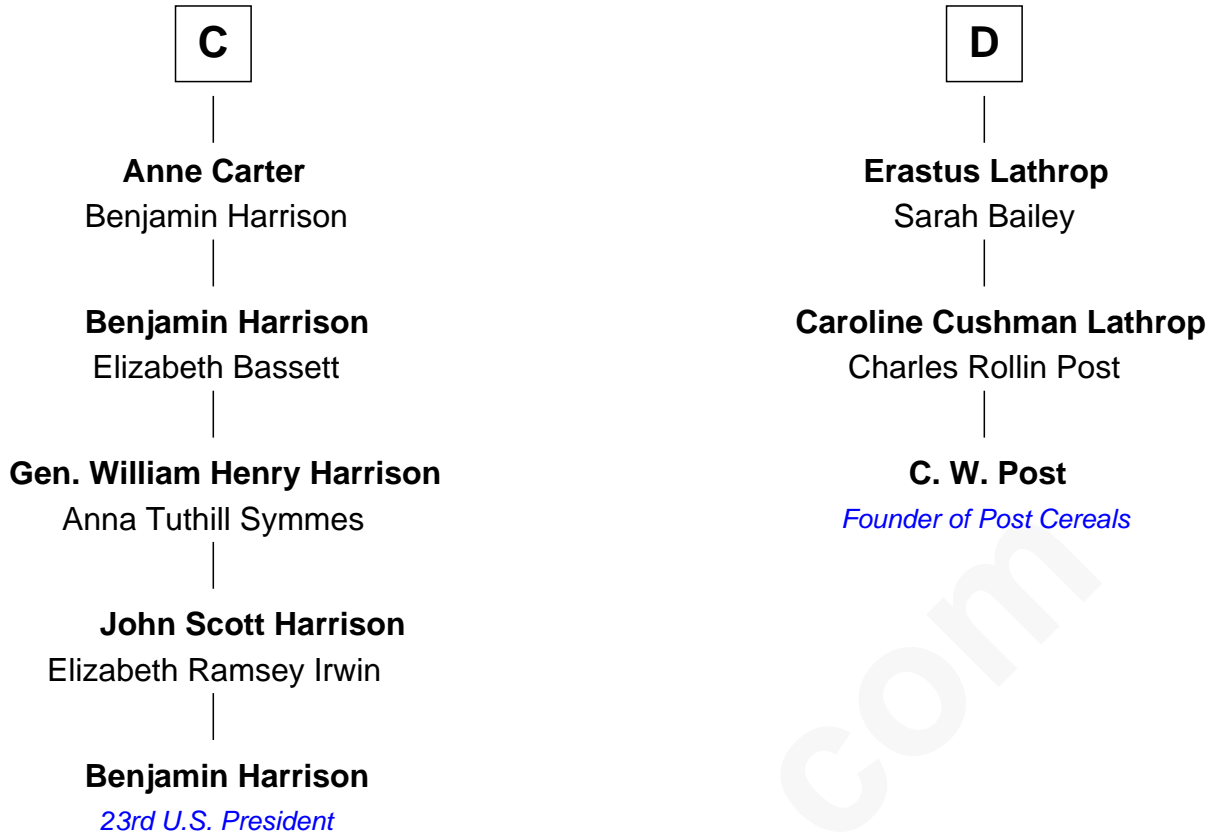 C
Anne Carter
Benjamin Harrison
Benjamin Harrison
Elizabeth Bassett
Gen. William Henry Harrison
Anna Tuthill Symmes
John Scott Harrison
Elizabeth Ramsey Irwin
Benjamin Harrison
23rd U.S. President
D
Erastus Lathrop
Sarah Bailey
Caroline Cushman Lathrop
Charles Rollin Post
C. W. Post
Founder of Post Cereals
com